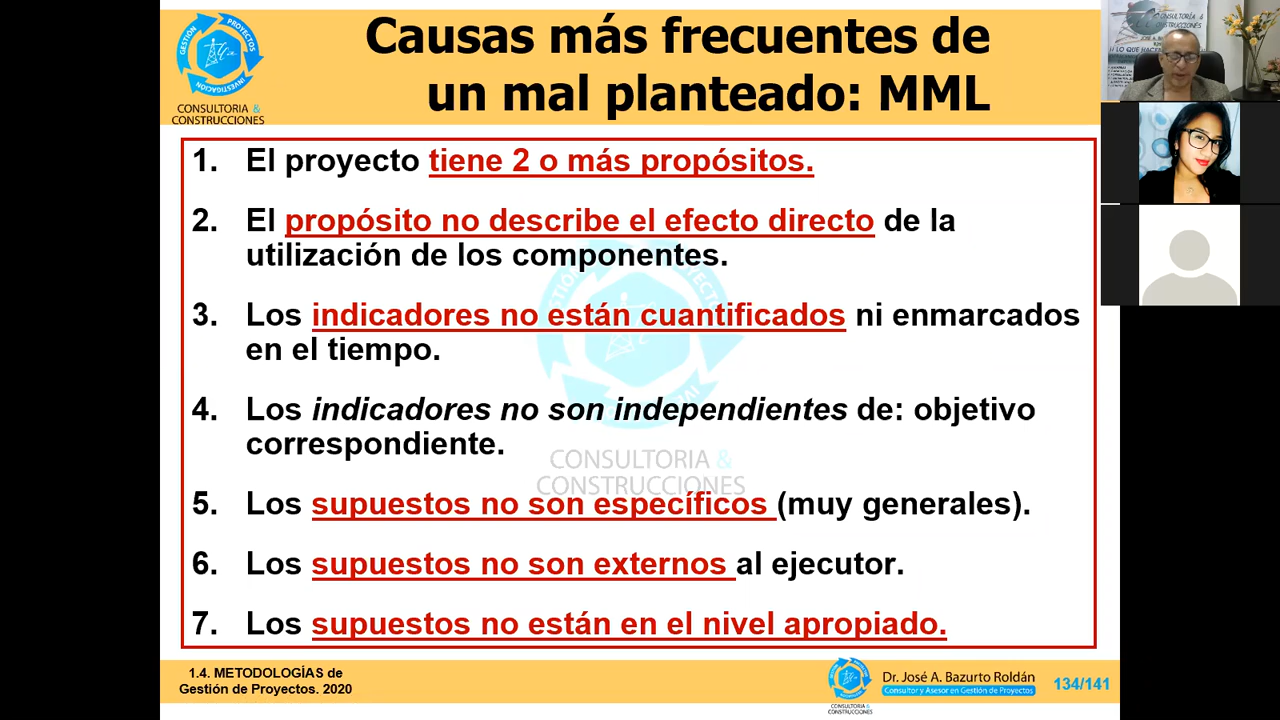 Causas más frecuentes de
un mal planteado: MML
GESTIÓN PROYECTOS INVESTIGACIÓN
CONSULTORIA &
CONSTRUCCIONES
1. El proyecto tiene 2 o más propósitos.
2. El propósito no describe el efecto directo de la
utilización de los componentes.
3. Los indicadores no están cuantificados ni enmarcados
en el tiempo.
4. Los indicadores no son independientes de: objetivo
correspondiente.
5. Los supuestos no son específicos (muy generales).
6. Los supuestos no son externos al ejecutor.
7. Los supuestos no están en el nivel apropiado.
CONSULTORIA &
CONSTRUCCIONES
1.4. METODOLOGÍAS de
Gestión de Proyectos. 2020
Dr. José A. Bazurto Roldán
Consultor y Asesor en Gestión de Proyectos
CONSULTORIA &
CONSTRUCCIONES
134/141